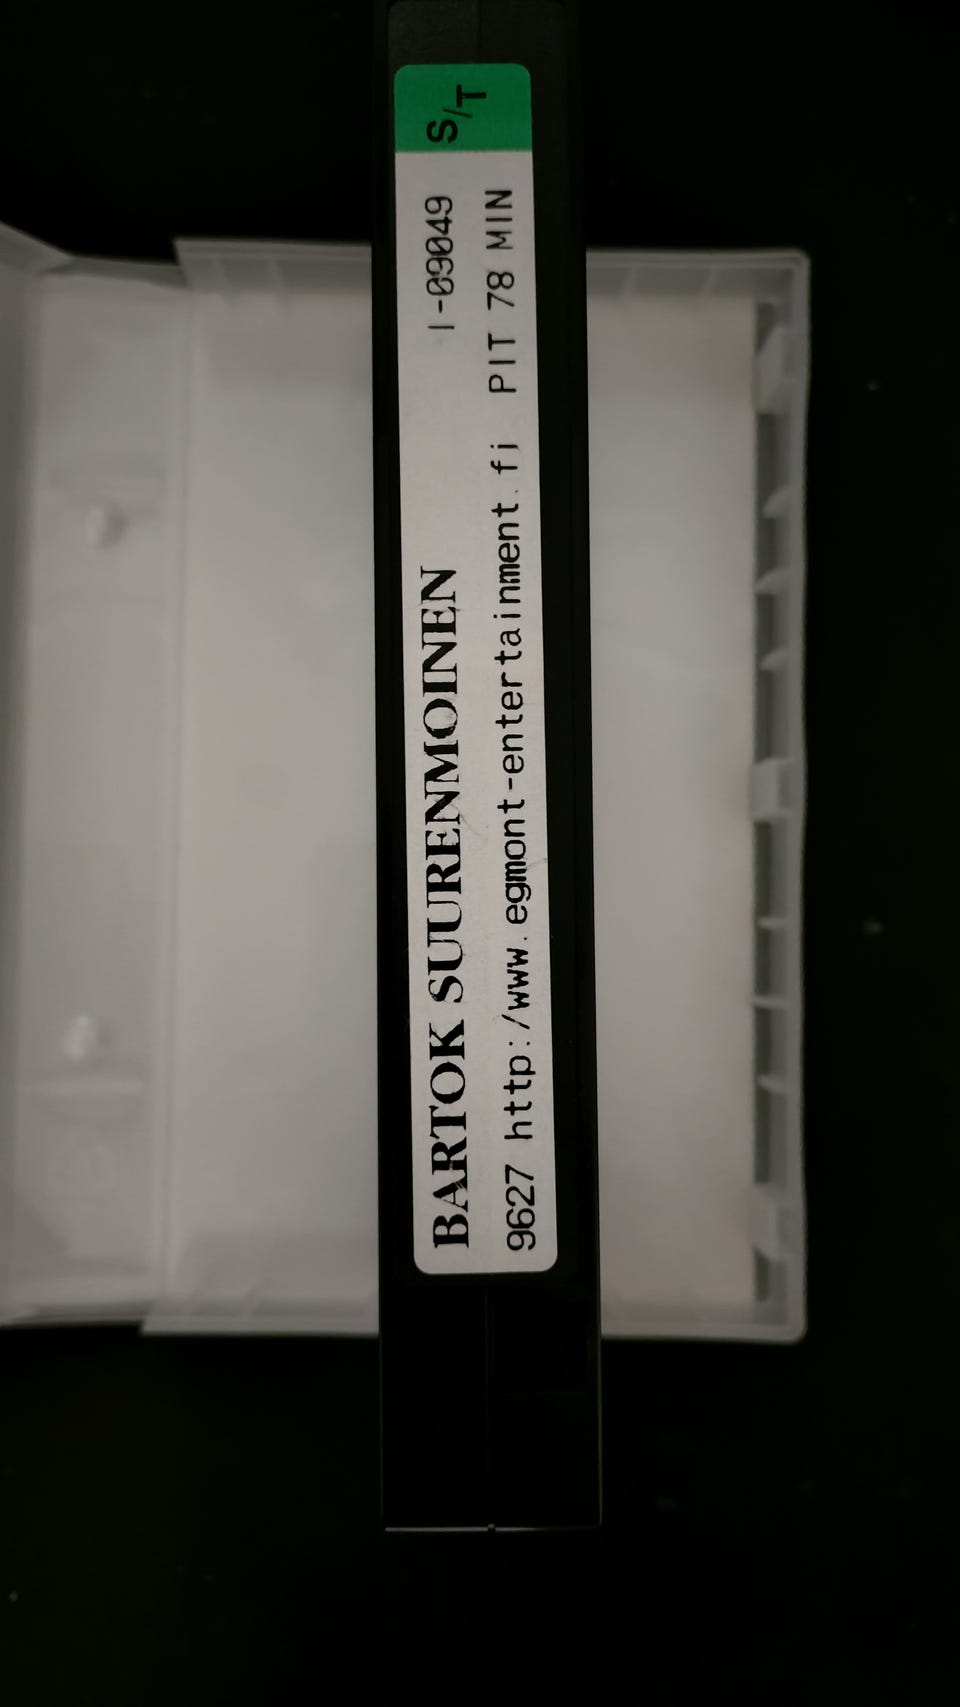 BARTOK SUURENMOINEN I-09049 S/T
9627 http:/www.egmont-entertainment.fi PIT 78 MIN